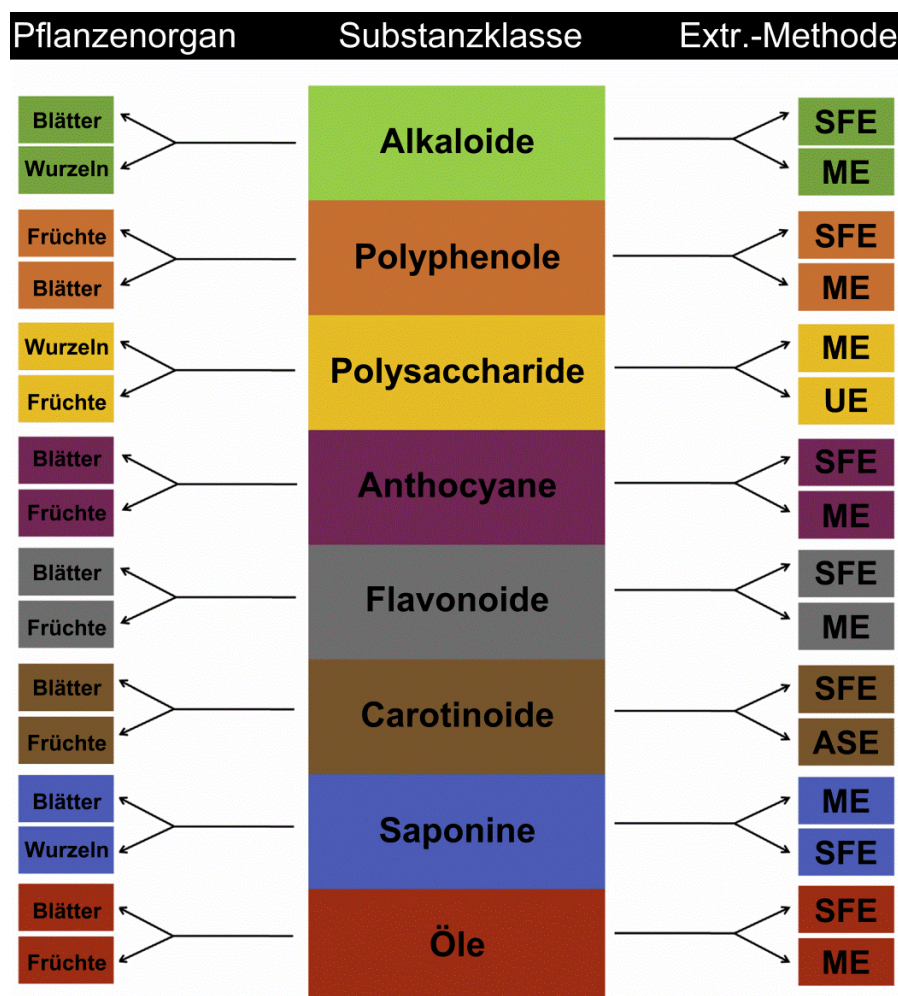 Pflanzenorgan Substanzklasse Extr.-Methode
Blätter
Wurzeln
Alkaloide
SFE
ME
Früchte
Blätter
Polyphenole
SFE
ME
Wurzeln
Früchte
Polysaccharide
ME
UE
Blätter
Früchte
Anthocyane
SFE
ME
Blätter
Früchte
Flavonoide
SFE
ME
Blätter
Früchte
Carotinoide
SFE
ASE
Blätter
Wurzeln
Saponine
ME
SFE
Blätter
Früchte
Öle
SFE
ME